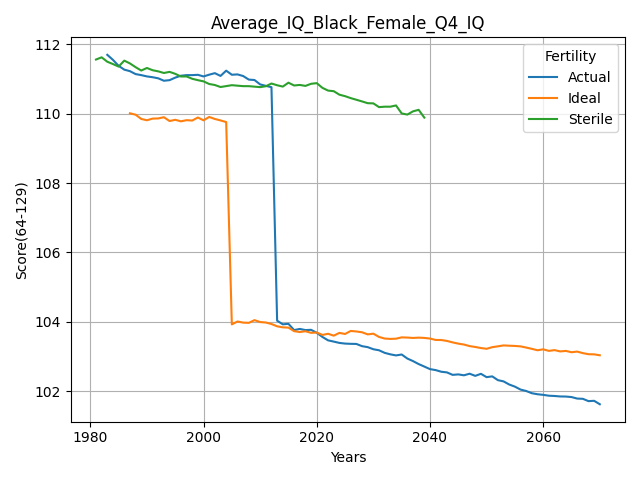 Average_IQ_Black_Female_Q4_IQ
Score(64-129)
112
110
108
106
104
102
1980
2000
2020
2040
2060
Years
Fertility
Actual
Ideal
Sterile